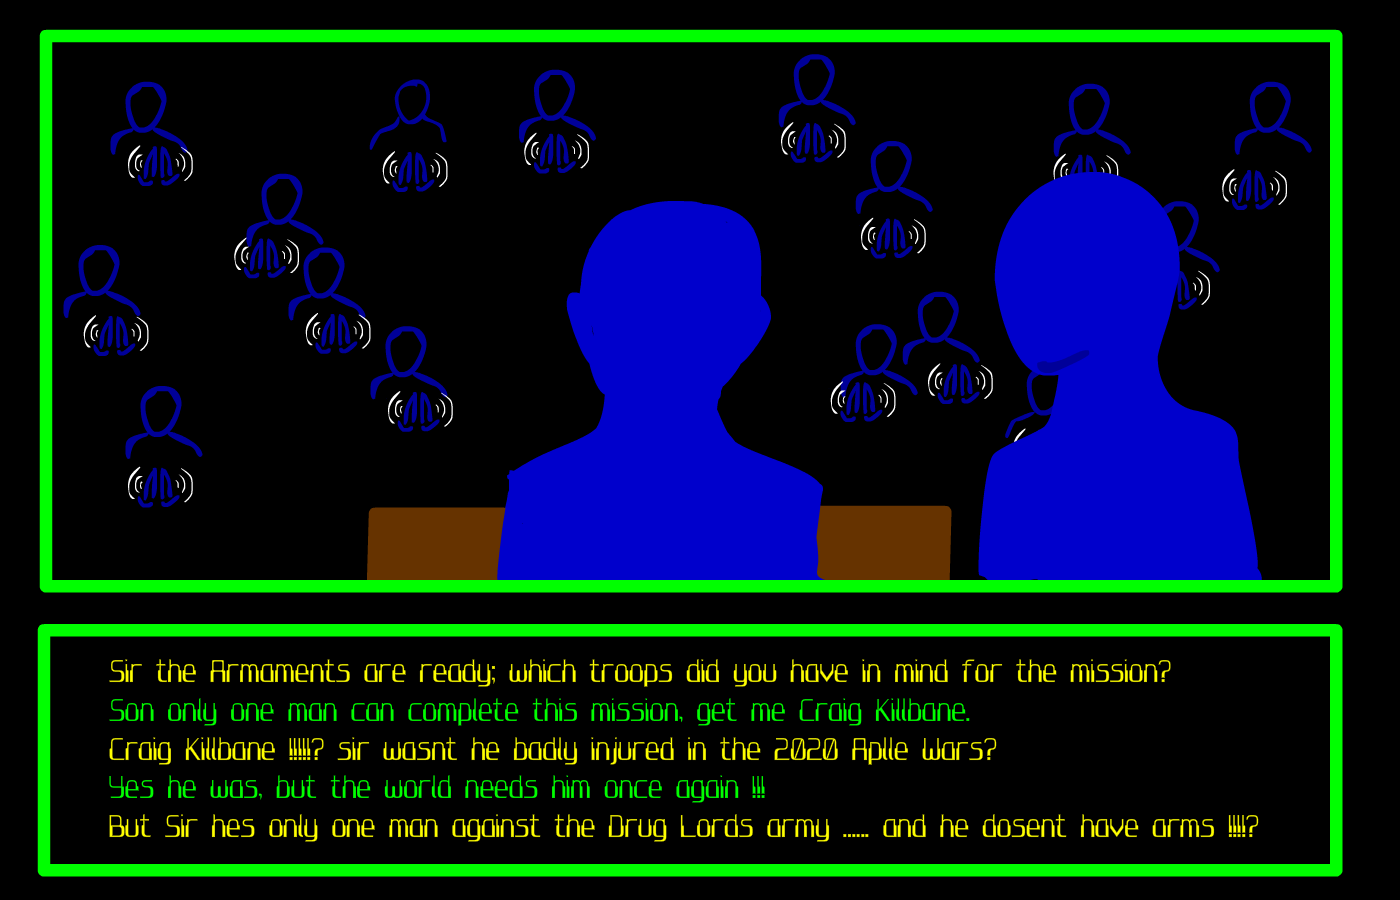 Sir the Armaments are ready; which troops did you have in mind for the mission?
Son only one man can complete this mission, get me Craig Killbane.
Craig Killbane !!!!!? sir wasnt he badly injured in the 2020 Aplle Wars?
Yes he was, but the world needs him once again !!!
But Sir hes only one man against the Drug Lords army ...... and he dosent have arms !!!!?